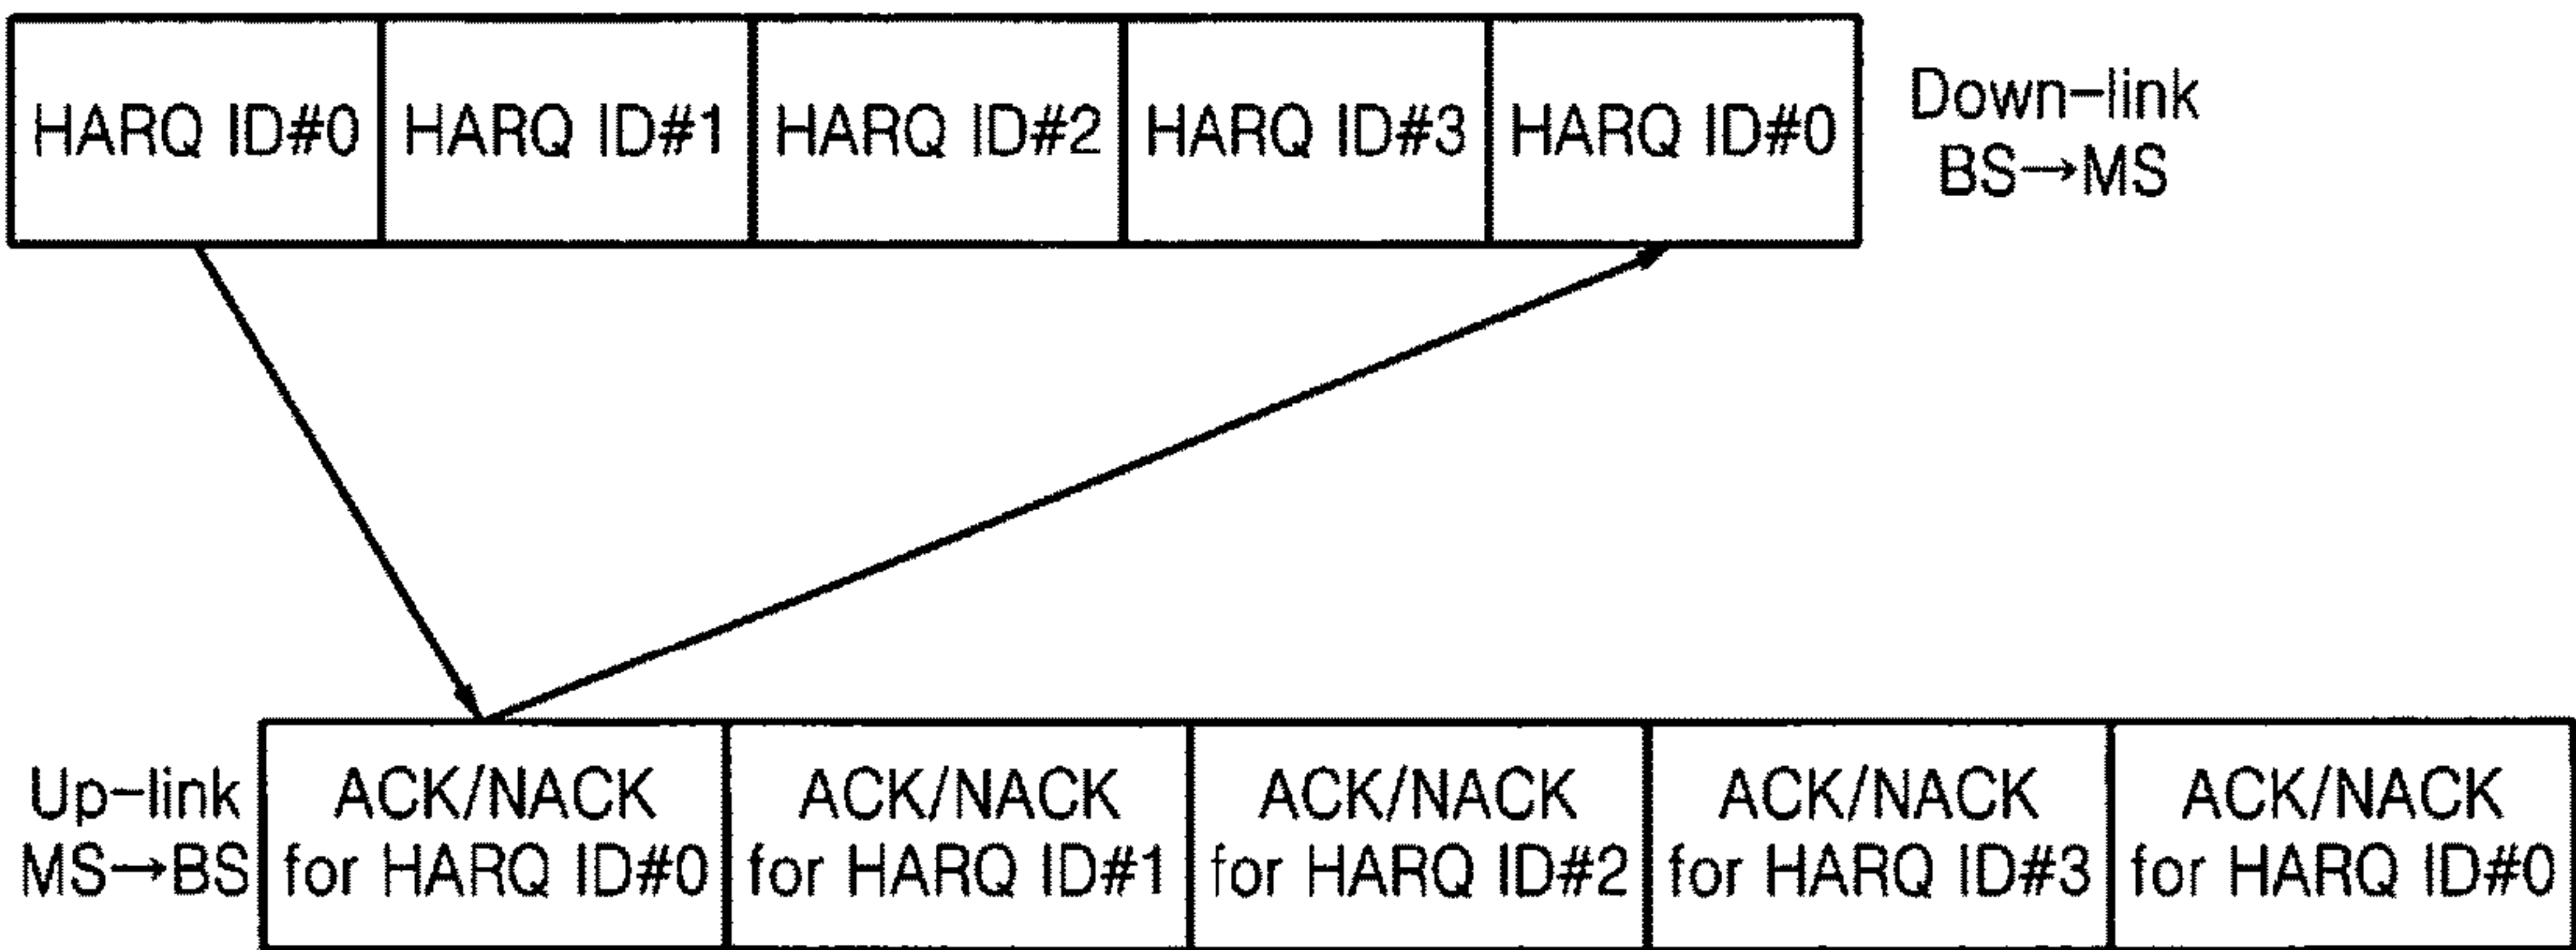 HARQ ID#0 HARQ ID#1 HARQ ID#2 HARQ ID#3 HARQ ID#0
Down-link
BS→MS
Up-link
MS→BS
ACK/NACK
for HARQ ID#0
ACK/NACK
for HARQ ID#1
ACK/NACK
for HARQ ID#2
ACK/NACK
for HARQ ID#3
ACK/NACK
for HARQ ID#0